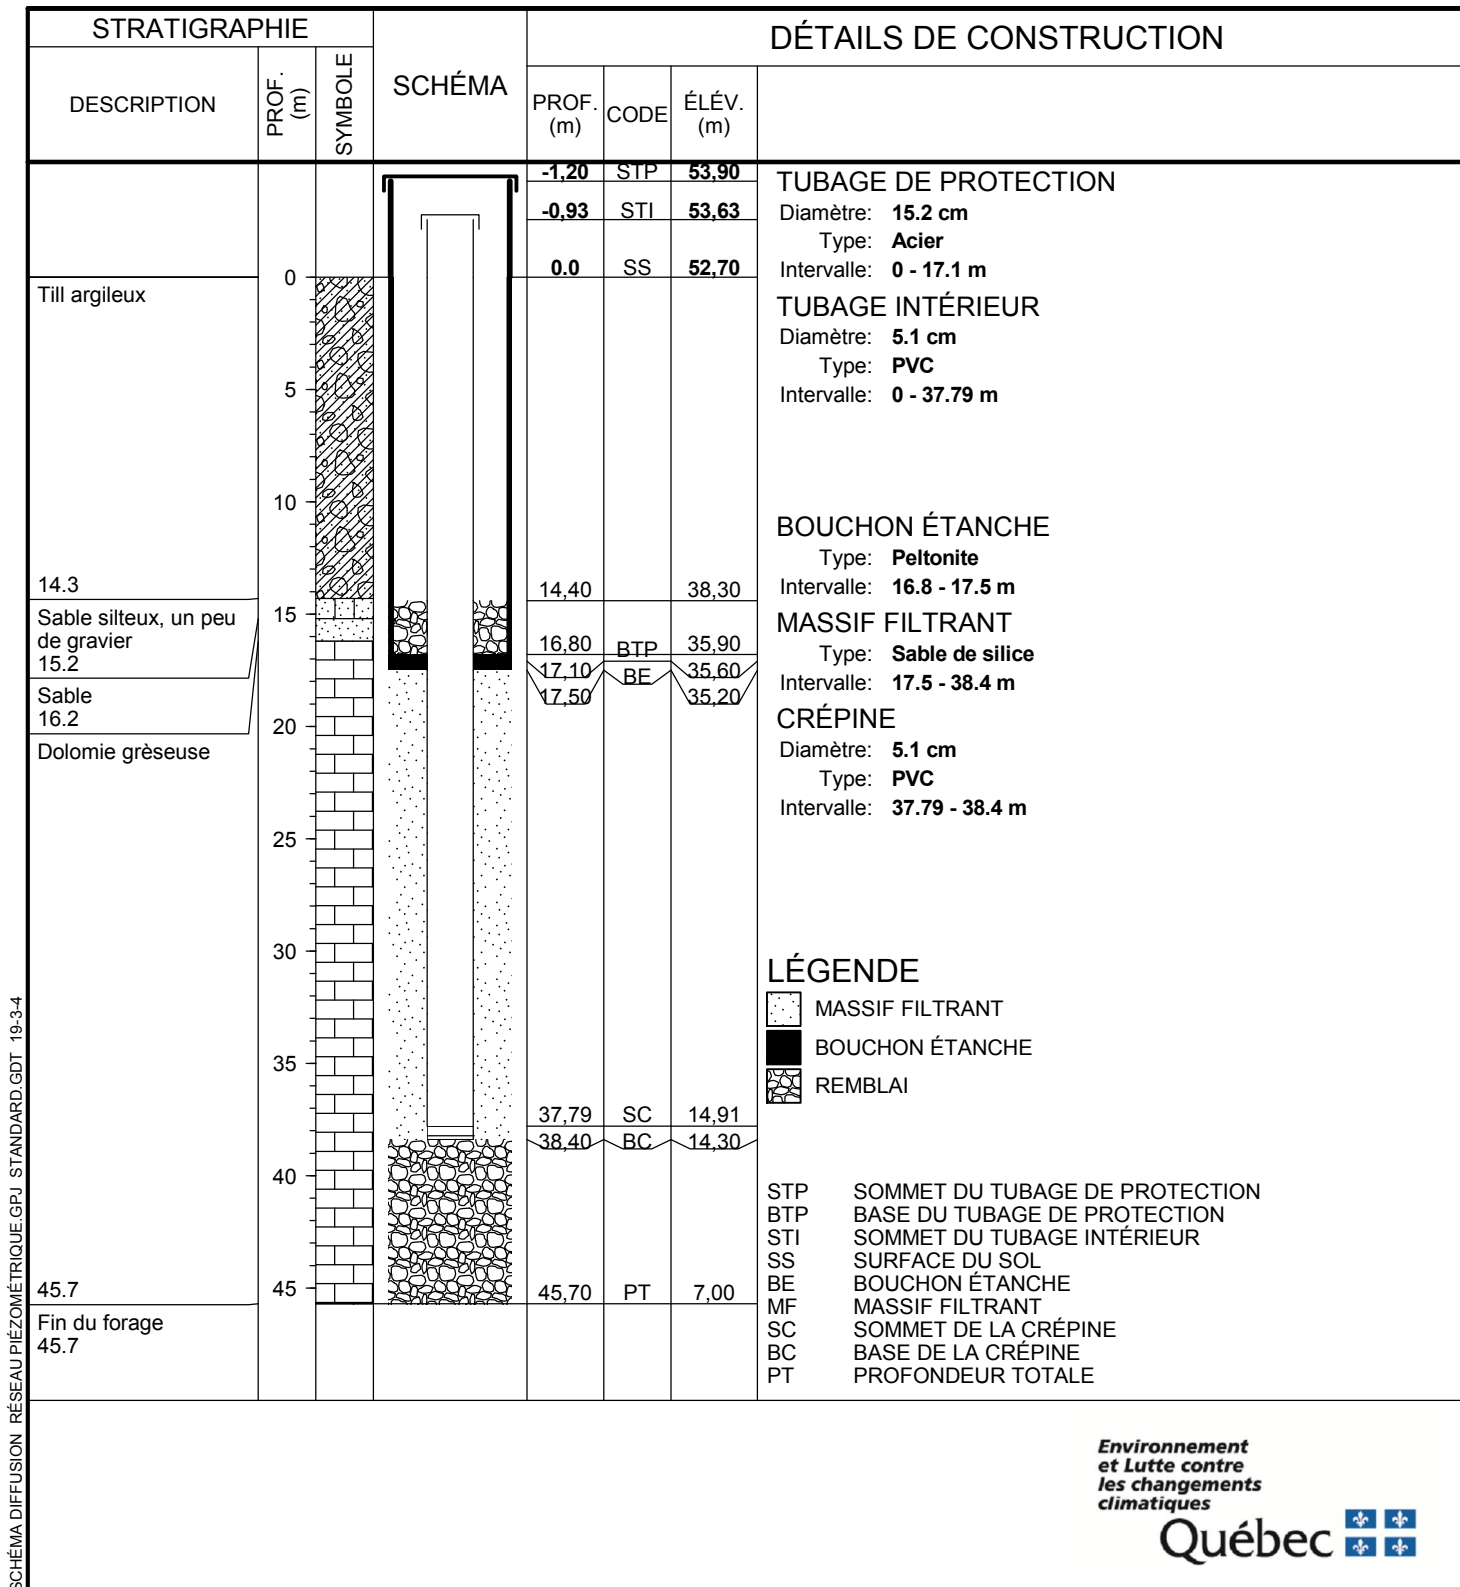 STRATIGRAPHIE
DESCRIPTION
PROF. (m)
SYMBOLE
SCHÉMA
DÉTAILS DE CONSTRUCTION
PROF. (m)
CODE
ÉLÉV. (m)
-1,20 STP 53,90
-0,93 STI 53,63
0.0 SS 52,70
14,40 38,30
16,80 BTP 35,90
17,10 BE 35,60
17,50 35,20
37,79 SC 14,91
38,40 BC 14,30
45,70 PT 7,00
Till argileux
14.3
Sable silteux, un peu
de gravier
15.2
Sable
16.2
Dolomie grèseuse
45.7
Fin du forage
45.7
0
5
10
15
20
25
30
35
40
45
TUBAGE DE PROTECTION
Diamètre: 15.2 cm
Type: Acier
Intervalle: 0 - 17.1 m
TUBAGE INTÉRIEUR
Diamètre: 5.1 cm
Type: PVC
Intervalle: 0 - 37.79 m
BOUCHON ÉTANCHE
Type: Peltonite
Intervalle: 16.8 - 17.5 m
MASSIF FILTRANT
Type: Sable de silice
Intervalle: 17.5 - 38.4 m
CRÉPINE
Diamètre: 5.1 cm
Type: PVC
Intervalle: 37.79 - 38.4 m
LÉGENDE
MASSIF FILTRANT
BOUCHON ÉTANCHE
REMBLAI
STP SOMMET DU TUBAGE DE PROTECTION
BTP BASE DU TUBAGE DE PROTECTION
STI SOMMET DU TUBAGE INTÉRIEUR
SS SURFACE DU SOL
BE BOUCHON ÉTANCHE
MF MASSIF FILTRANT
SC SOMMET DE LA CRÉPINE
BC BASE DE LA CRÉPINE
PT PROFONDEUR TOTALE
SCHÉMA DIFFUSION RÉSEAU PIÉZOMÉTRIQUE.GPJ STANDARD.GDT 19-3-4
Environnement
et Lutte contre
les changements
climatiques
Québec